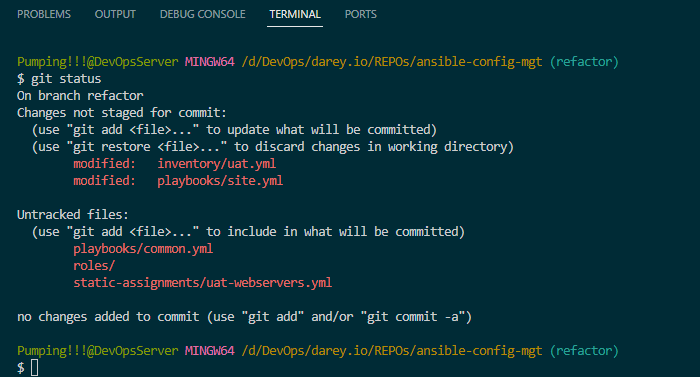 PROBLEMS OUTPUT DEBUG CONSOLE TERMINAL PORTS
Pumping!!!@DevOpsServer MINGW64 /d/DevOps/darey.io/REPOs/ansible-config-mgt (refactor)
$ git status
On branch refactor
Changes not staged for commit:
  (use "git add <file>..." to update what will be committed)
  (use "git restore <file>..." to discard changes in working directory)
        modified:   inventory/uat.yml
        modified:   playbooks/site.yml

Untracked files:
  (use "git add <file>..." to include in what will be committed)
        playbooks/common.yml
        roles/
        static-assignments/uat-webservers.yml

no changes added to commit (use "git add" and/or "git commit -a")

Pumping!!!@DevOpsServer MINGW64 /d/DevOps/darey.io/REPOs/ansible-config-mgt (refactor)
$